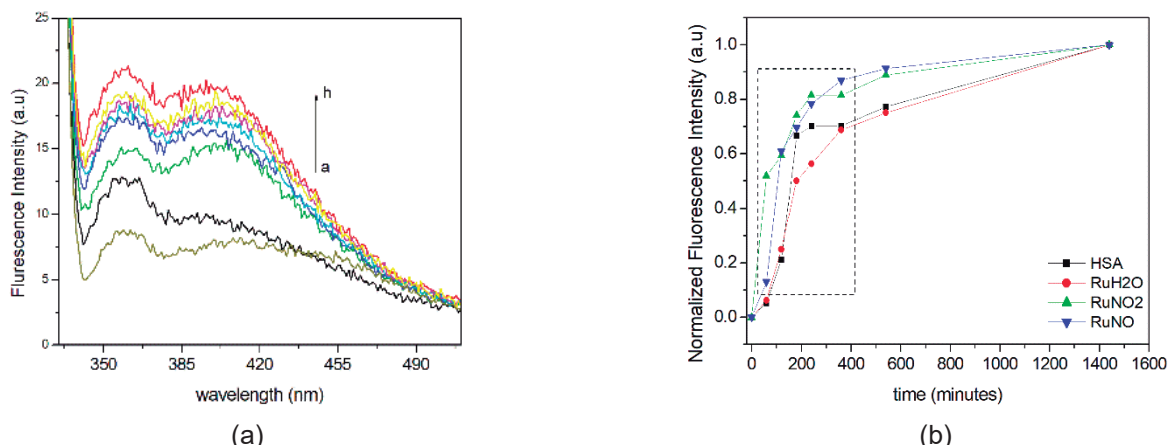 25
20
15
10
5
0
350
385
420
455
490
Flurescence Intensity (a.u)
wavelength (nm)
h
a
(a)
1.0
0.8
0.6
0.4
0.2
0.0
0
200
400
600
800
1000
1200
1400
1600
Normalized Fluorescence Intensity (a.u)
time (minutes)
HSA
RuH2O
RuNO2
RuNO
(b)